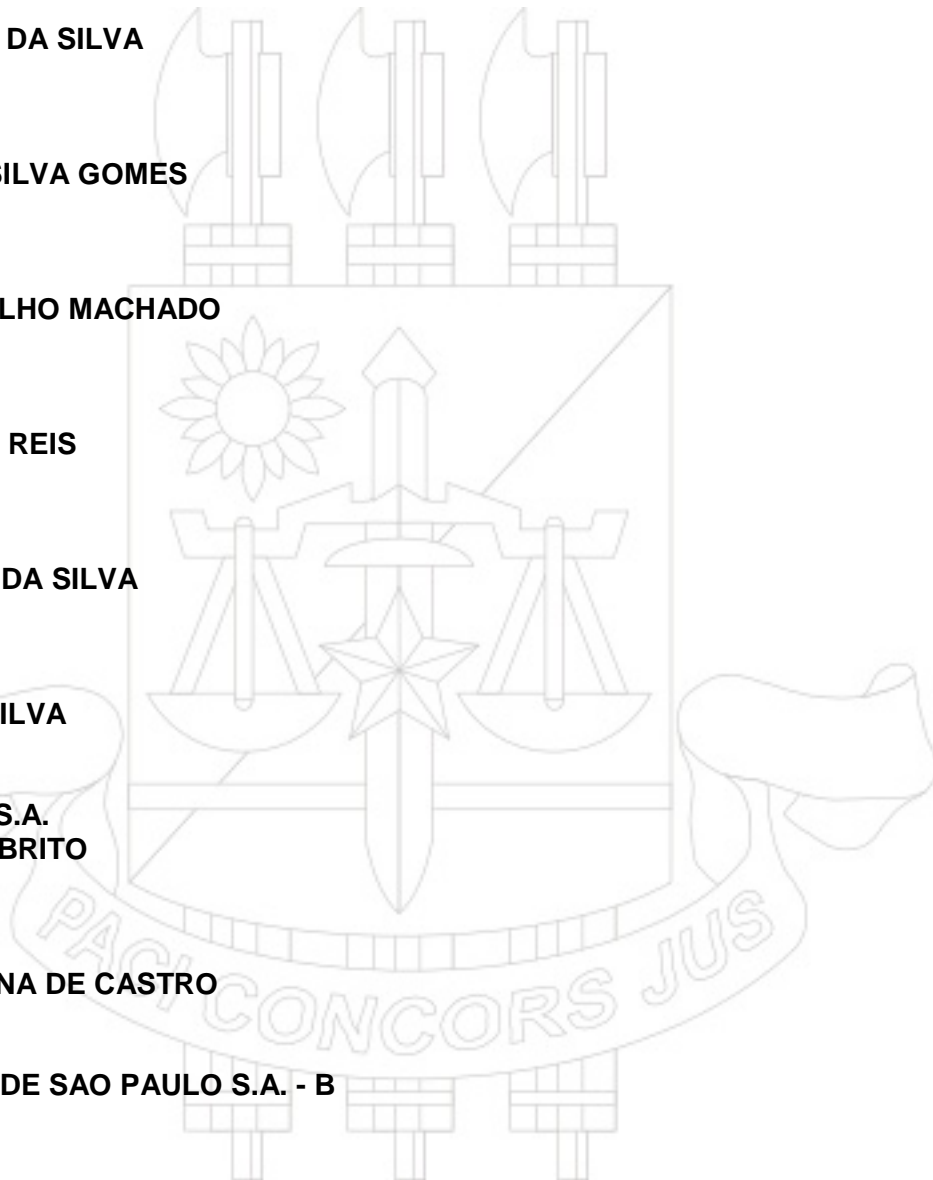 DA SILVA
SILVA GOMES
LHO MACHADO
REIS
DA SILVA
ILVA
S.A.
BRITO
PACI CONCORS JUS
NA DE CASTRO
DE SAO PAULO S.A. - B